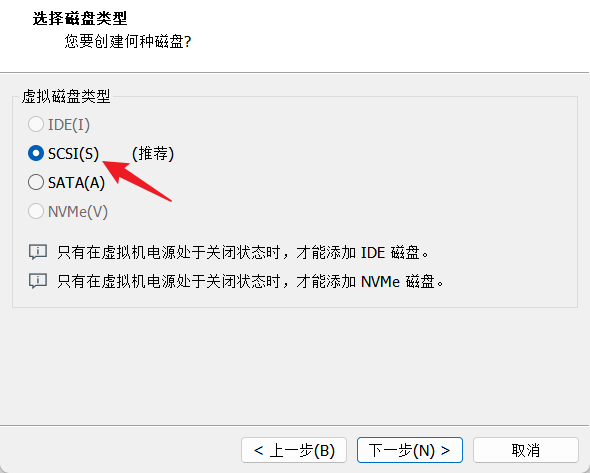 选择磁盘类型
您要创建何种磁盘?
虚拟磁盘类型
IDE(I)
SCSI(S) (推荐)
SATA(A)
NVMe(V)
只有在虚拟机电源处于关闭状态时，才能添加 IDE 磁盘。
只有在虚拟机电源处于关闭状态时，才能添加 NVMe 磁盘。
< 上一步(B) 下一步(N) > 取消